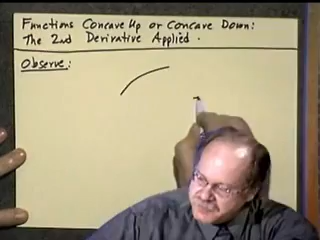 Functions Concave Up or Concave Down:
The 2nd Derivative Applied.
Observe: